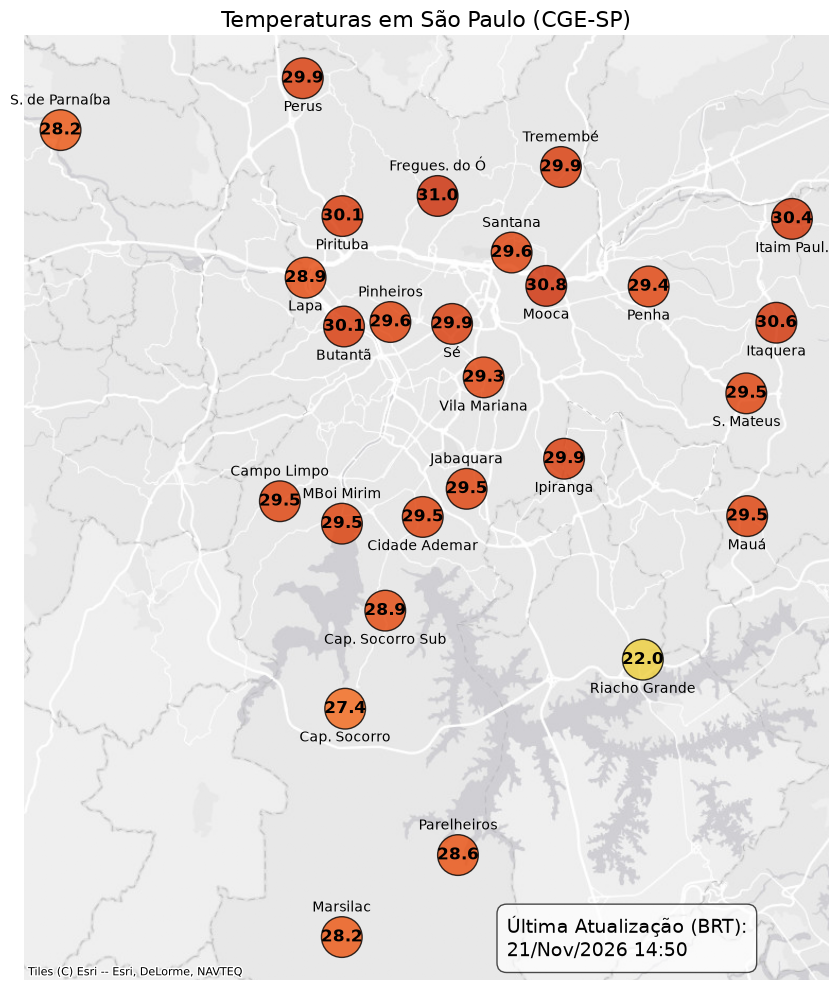 Temperaturas em São Paulo (CGE-SP)
29.9
Perus
S. de Parnaíba
28.2
Tremembé
29.9
Fregues. do Ó
31.0
30.1
Pirituba
30.4
Itaim Paul.
Santana
29.6
28.9
Lapa
30.8
Mooca
29.4
Penha
Pinheiros
29.6
30.1
Butantã
29.9
Sé
30.6
Itaquera
29.3
Vila Mariana
29.5
S. Mateus
29.9
Ipiranga
Jabaquara
29.5
Campo Limpo
29.5
MBoi Mirim
29.5
29.5
Cidade Ademar
29.5
Mauá
28.9
Cap. Socorro Sub
22.0
Riacho Grande
27.4
Cap. Socorro
Parelheiros
28.6
Marsilac
28.2
Última Atualização (BRT):
21/Nov/2026 14:50
Tiles (C) Esri -- Esri, DeLorme, NAVTEQ